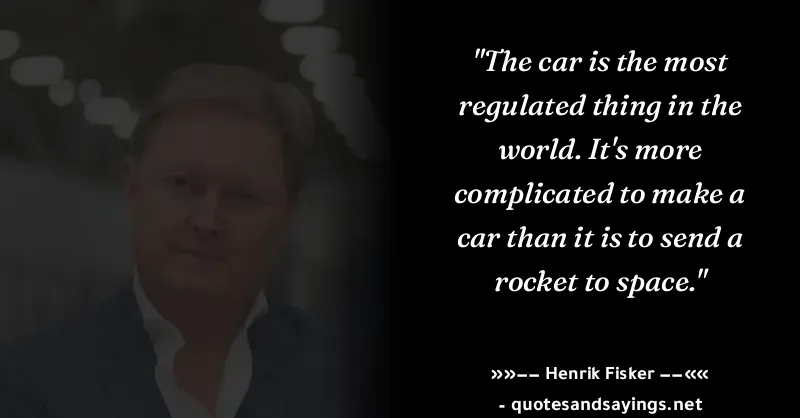 "The car is the most
regulated thing in the
world. It's more
complicated to make a
car than it is to send a
rocket to space."
»»−− Henrik Fisker −−««
- quotesandsayings.net